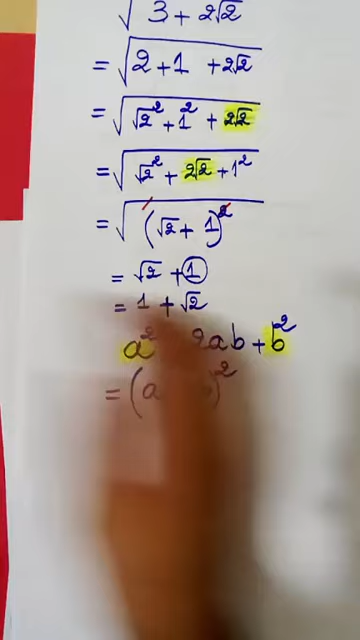 √3 + 2√2
= √2 + 1 + 2√2
= √√2² + 1² + 2√2
= √√2² + 2√2 + 1²
= √(√2 + 1)²
= √2 + 1
= 1 + √2
a² 2ab + b²
= (a )²